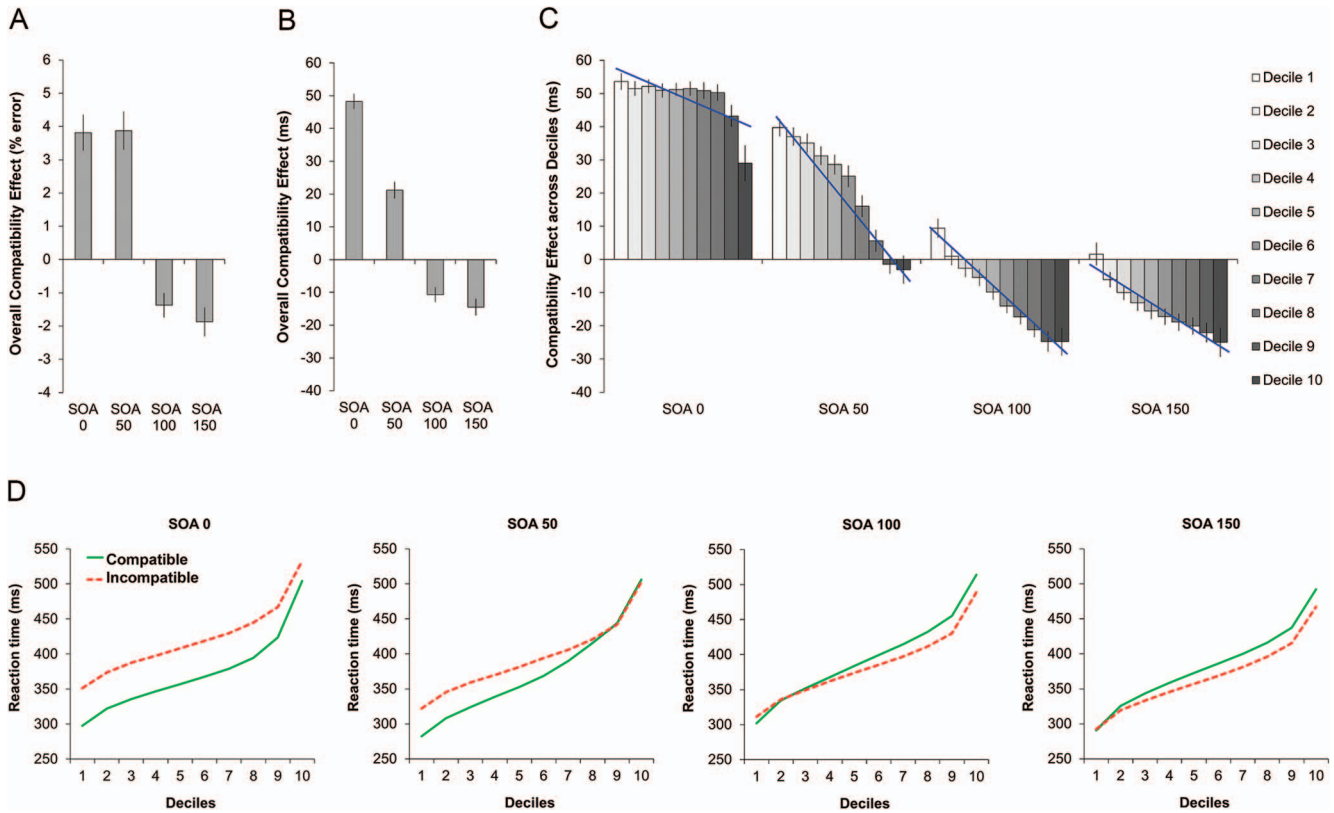 A
Overall Compatibility Effect (% error)
6
5
4
3
2
1
0
-1
-2
-3
-4
SOA 0
SOA 50
SOA 100
SOA 150
B
Overall Compatibility Effect (ms)
60
50
40
30
20
10
0
-10
-20
-30
-40
SOA 0
SOA 50
SOA 100
SOA 150
C
Compatibility Effect across Deciles (ms)
60
50
40
30
20
10
0
-10
-20
-30
-40
SOA 0
SOA 50
SOA 100
SOA 150
Decile 1
Decile 2
Decile 3
Decile 4
Decile 5
Decile 6
Decile 7
Decile 8
Decile 9
Decile 10
D
SOA 0
Reaction time (ms)
550
500
450
400
350
300
250
Compatible
Incompatible
1 2 3 4 5 6 7 8 9 10
Deciles
SOA 50
Reaction time (ms)
550
500
450
400
350
300
250
1 2 3 4 5 6 7 8 9 10
Deciles
SOA 100
Reaction time (ms)
550
500
450
400
350
300
250
1 2 3 4 5 6 7 8 9 10
Deciles
SOA 150
Reaction time (ms)
550
500
450
400
350
300
250
1 2 3 4 5 6 7 8 9 10
Deciles